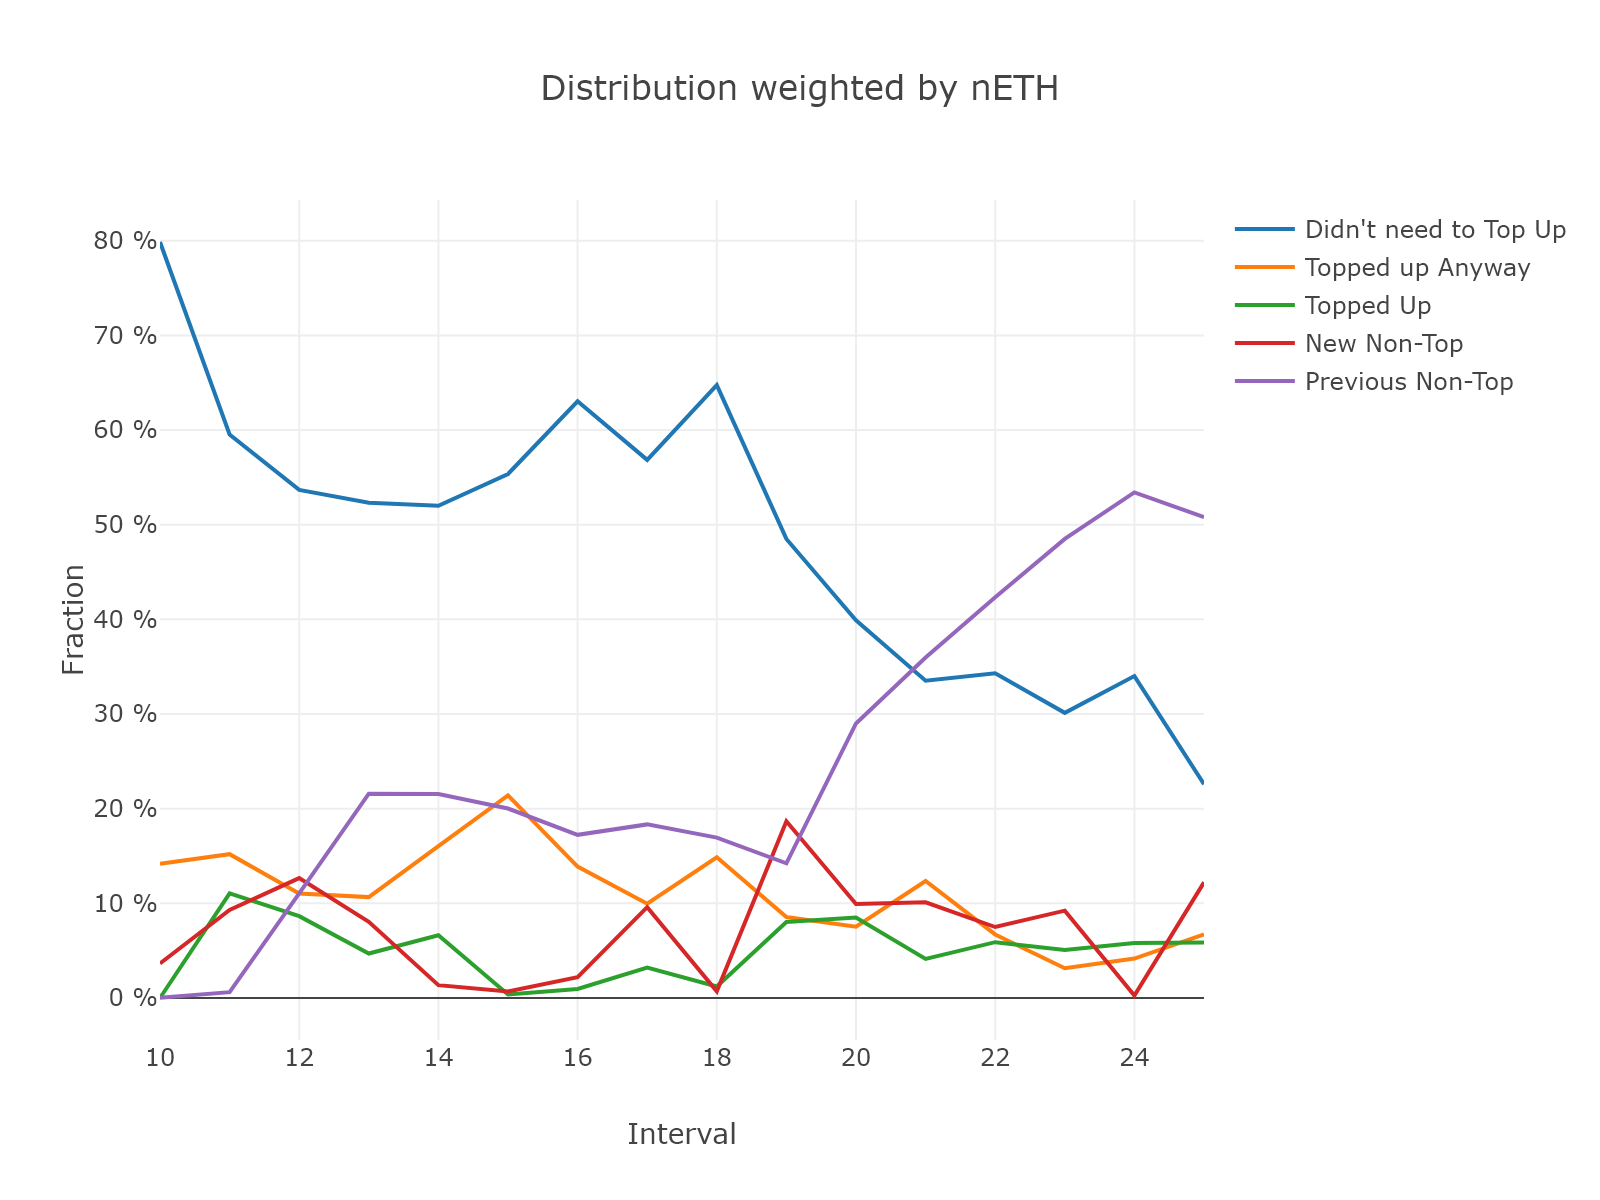 Distribution weighted by nETH
Didn't need to Top Up
Topped up Anyway
Topped Up
New Non-Top
Previous Non-Top
80 %
70 %
60 %
50 %
40 %
30 %
20 %
10 %
0 %
Fraction
10 12 14 16 18 20 22 24
Interval